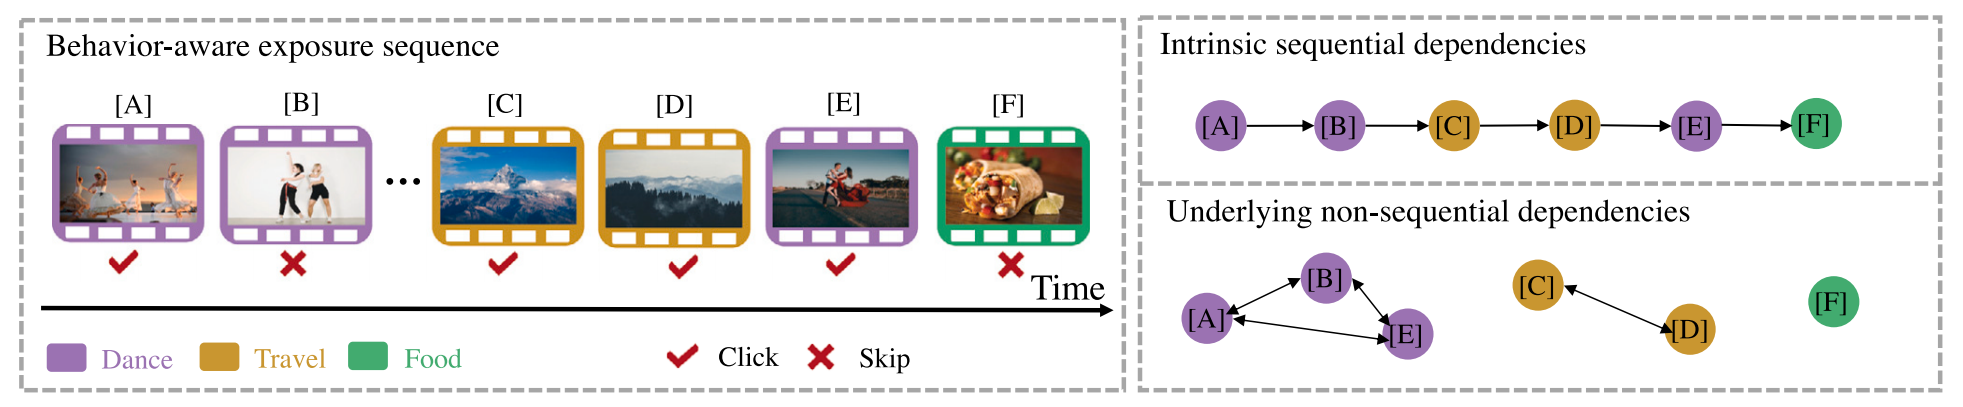 Behavior-aware exposure sequence
[A] [B] [C] [D] [E] [F]
...
Time
Dance Travel Food Click Skip
Intrinsic sequential dependencies
[A] [B] [C] [D] [E] [F]
Underlying non-sequential dependencies
[B]
[C]
[F]
[A]
[E]
[D]